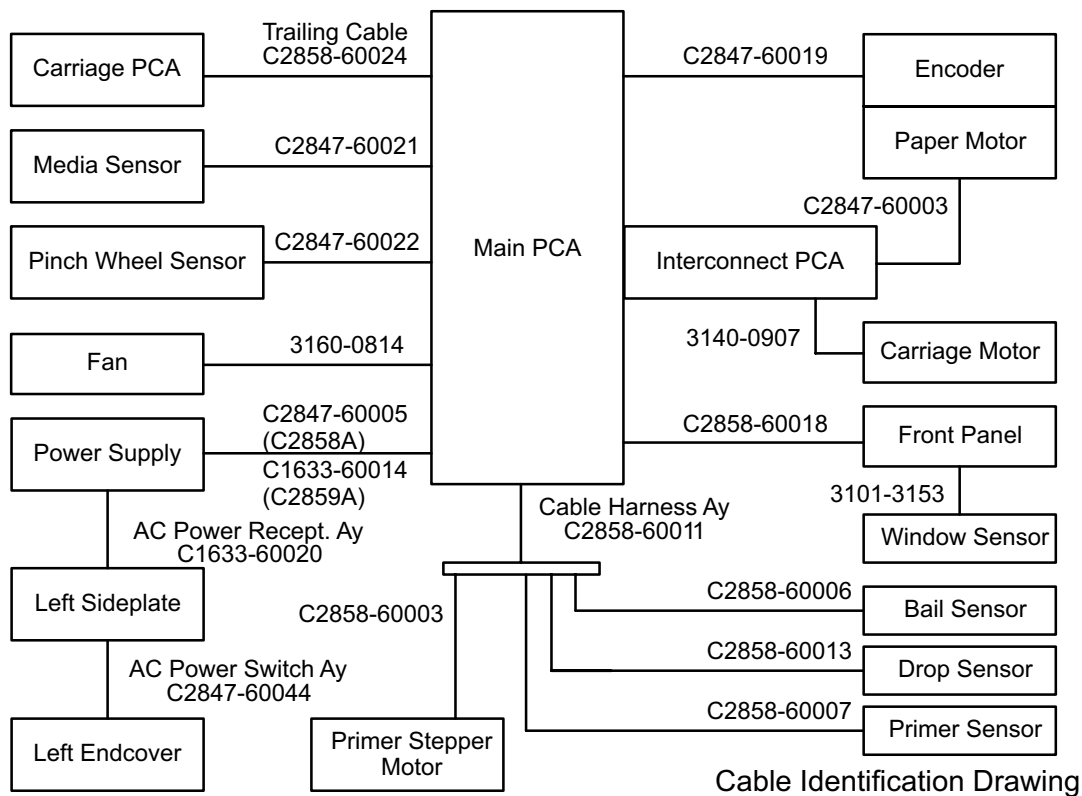 Trailing Cable
C2858-60024
Carriage PCA
C2847-60019
Encoder
Paper Motor
C2847-60021
Media Sensor
C2847-60003
C2847-60022
Pinch Wheel Sensor
Main PCA
Interconnect PCA
3160-0814
Fan
3140-0907
Carriage Motor
C2847-60005
(C2858A)
Power Supply
C1633-60014
(C2859A)
C2858-60018
Front Panel
3101-3153
Window Sensor
AC Power Recept. Ay
C1633-60020
Cable Harness Ay
C2858-60011
Left Sideplate
C2858-60003
C2858-60006
Bail Sensor
AC Power Switch Ay
C2847-60044
C2858-60013
Drop Sensor
C2858-60007
Primer Sensor
Left Endcover
Primer Stepper
Motor
Cable Identification Drawing